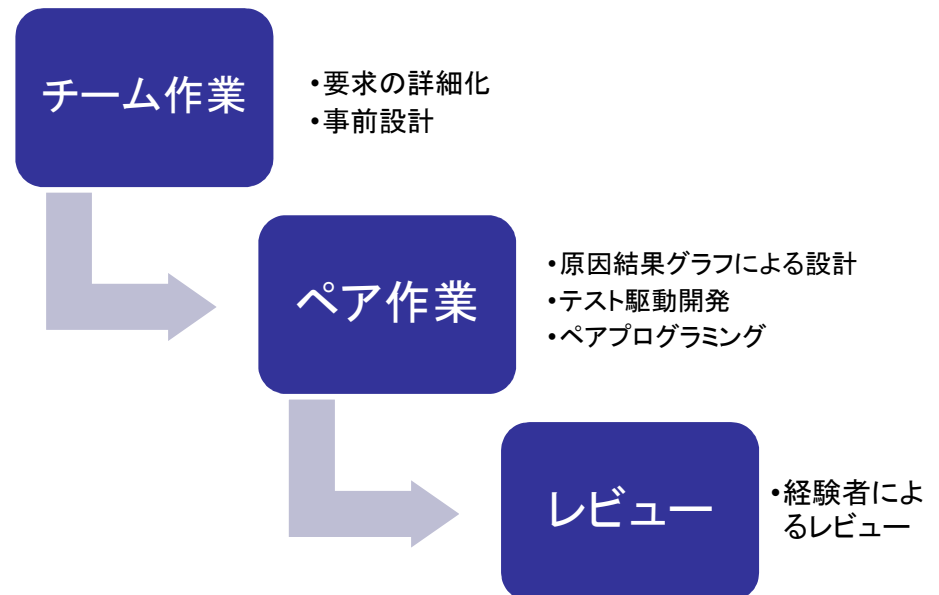 チーム作業
•要求の詳細化
•事前設計
ペア作業
•原因結果グラフによる設計
•テスト駆動開発
•ペアプログラミング
レビュー
•経験者によ
るレビュー